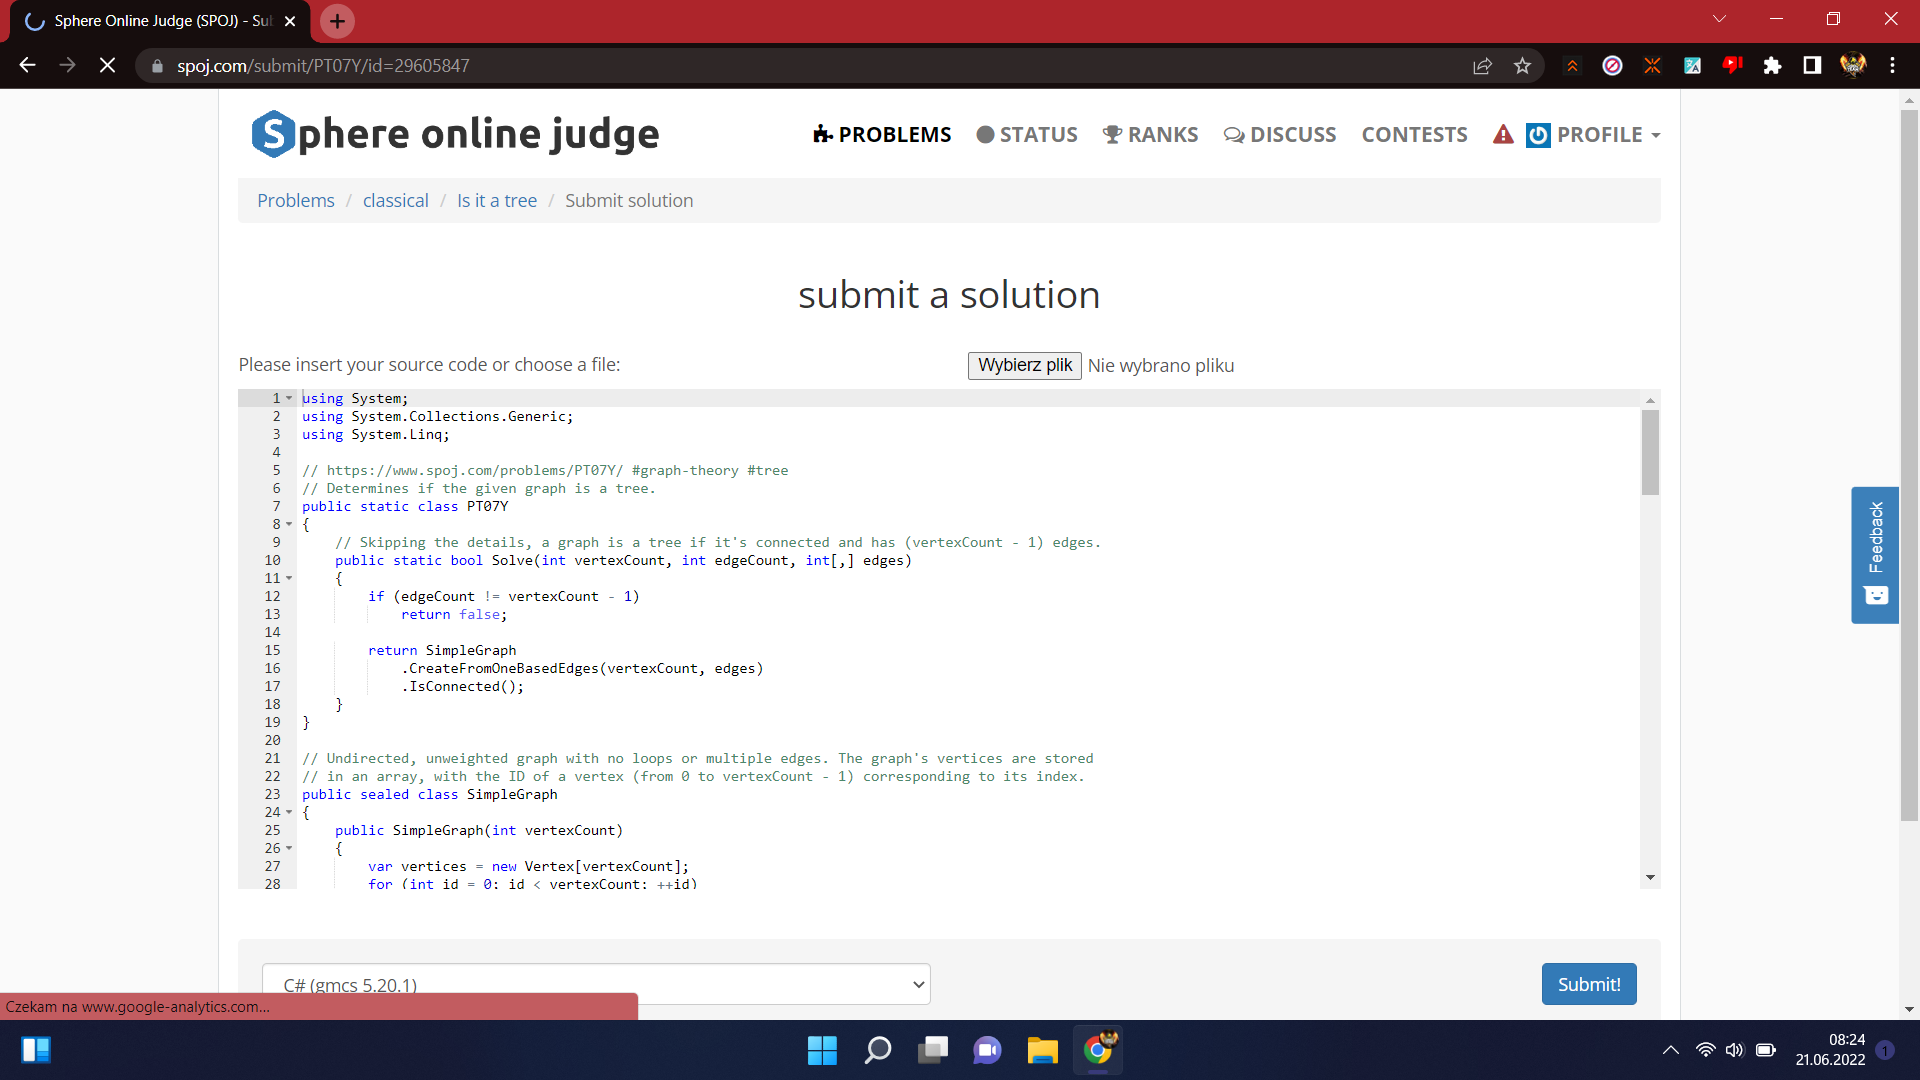 Sphere Online Judge (SPOJ) - Su
spoj.com/submit/PT07Y/id=29605847
Sphere online judge
PROBLEMS STATUS RANKS DISCUSS CONTESTS PROFILE
Problems / classical / Is it a tree / Submit solution
submit a solution
Please insert your source code or choose a file: Wybierz plik Nie wybrano pliku
1 using System;
2 using System.Collections.Generic;
3 using System.Linq;
4
5 // https://www.spoj.com/problems/PT07Y/ #graph-theory #tree
6 // Determines if the given graph is a tree.
7 public static class PT07Y
8 {
9 // Skipping the details, a graph is a tree if it's connected and has (vertexCount - 1) edges.
10 public static bool Solve(int vertexCount, int edgeCount, int[,] edges)
11 {
12 if (edgeCount != vertexCount - 1)
13 return false;
14
15 return SimpleGraph
16 .CreateFromOneBasedEdges(vertexCount, edges)
17 .IsConnected();
18 }
19 }
20
21 // Undirected, unweighted graph with no loops or multiple edges. The graph's vertices are stored
22 // in an array, with the ID of a vertex (from 0 to vertexCount - 1) corresponding to its index.
23 public sealed class SimpleGraph
24 {
25 public SimpleGraph(int vertexCount)
26 {
27 var vertices = new Vertex[vertexCount];
28 for (int id = 0; id < vertexCount; ++id)
Feedback
C# (gmcs 5.20.1)
Submit!
Czekam na www.google-analytics.com...
08:24
21.06.2022
1